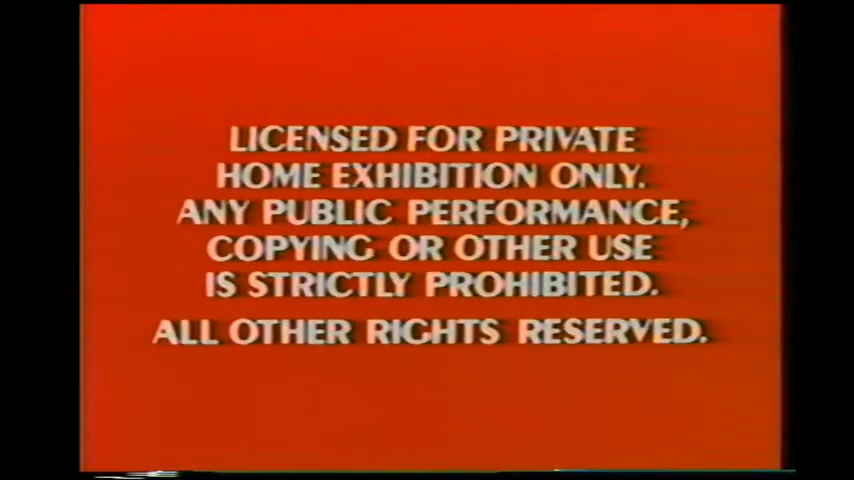 LICENSED FOR PRIVATE
HOME EXHIBITION ONLY.
ANY PUBLIC PERFORMANCE,
COPYING OR OTHER USE
IS STRICTLY PROHIBITED.
ALL OTHER RIGHTS RESERVED.